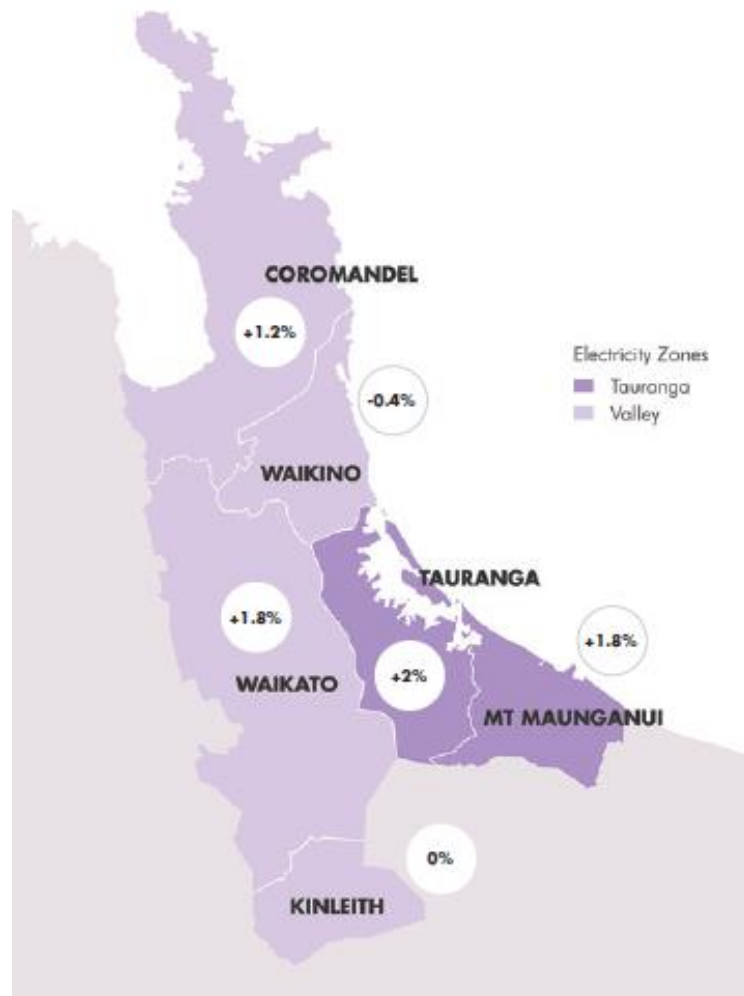 COROMANDEL
+1.2%
Electricity Zones
Tauranga
Valley
-0.4%
WAIKINO
TAURANGA
+1.8%
+1.8%
WAIKATO
+2%
MT MAUNGANUI
0%
KINLEITH